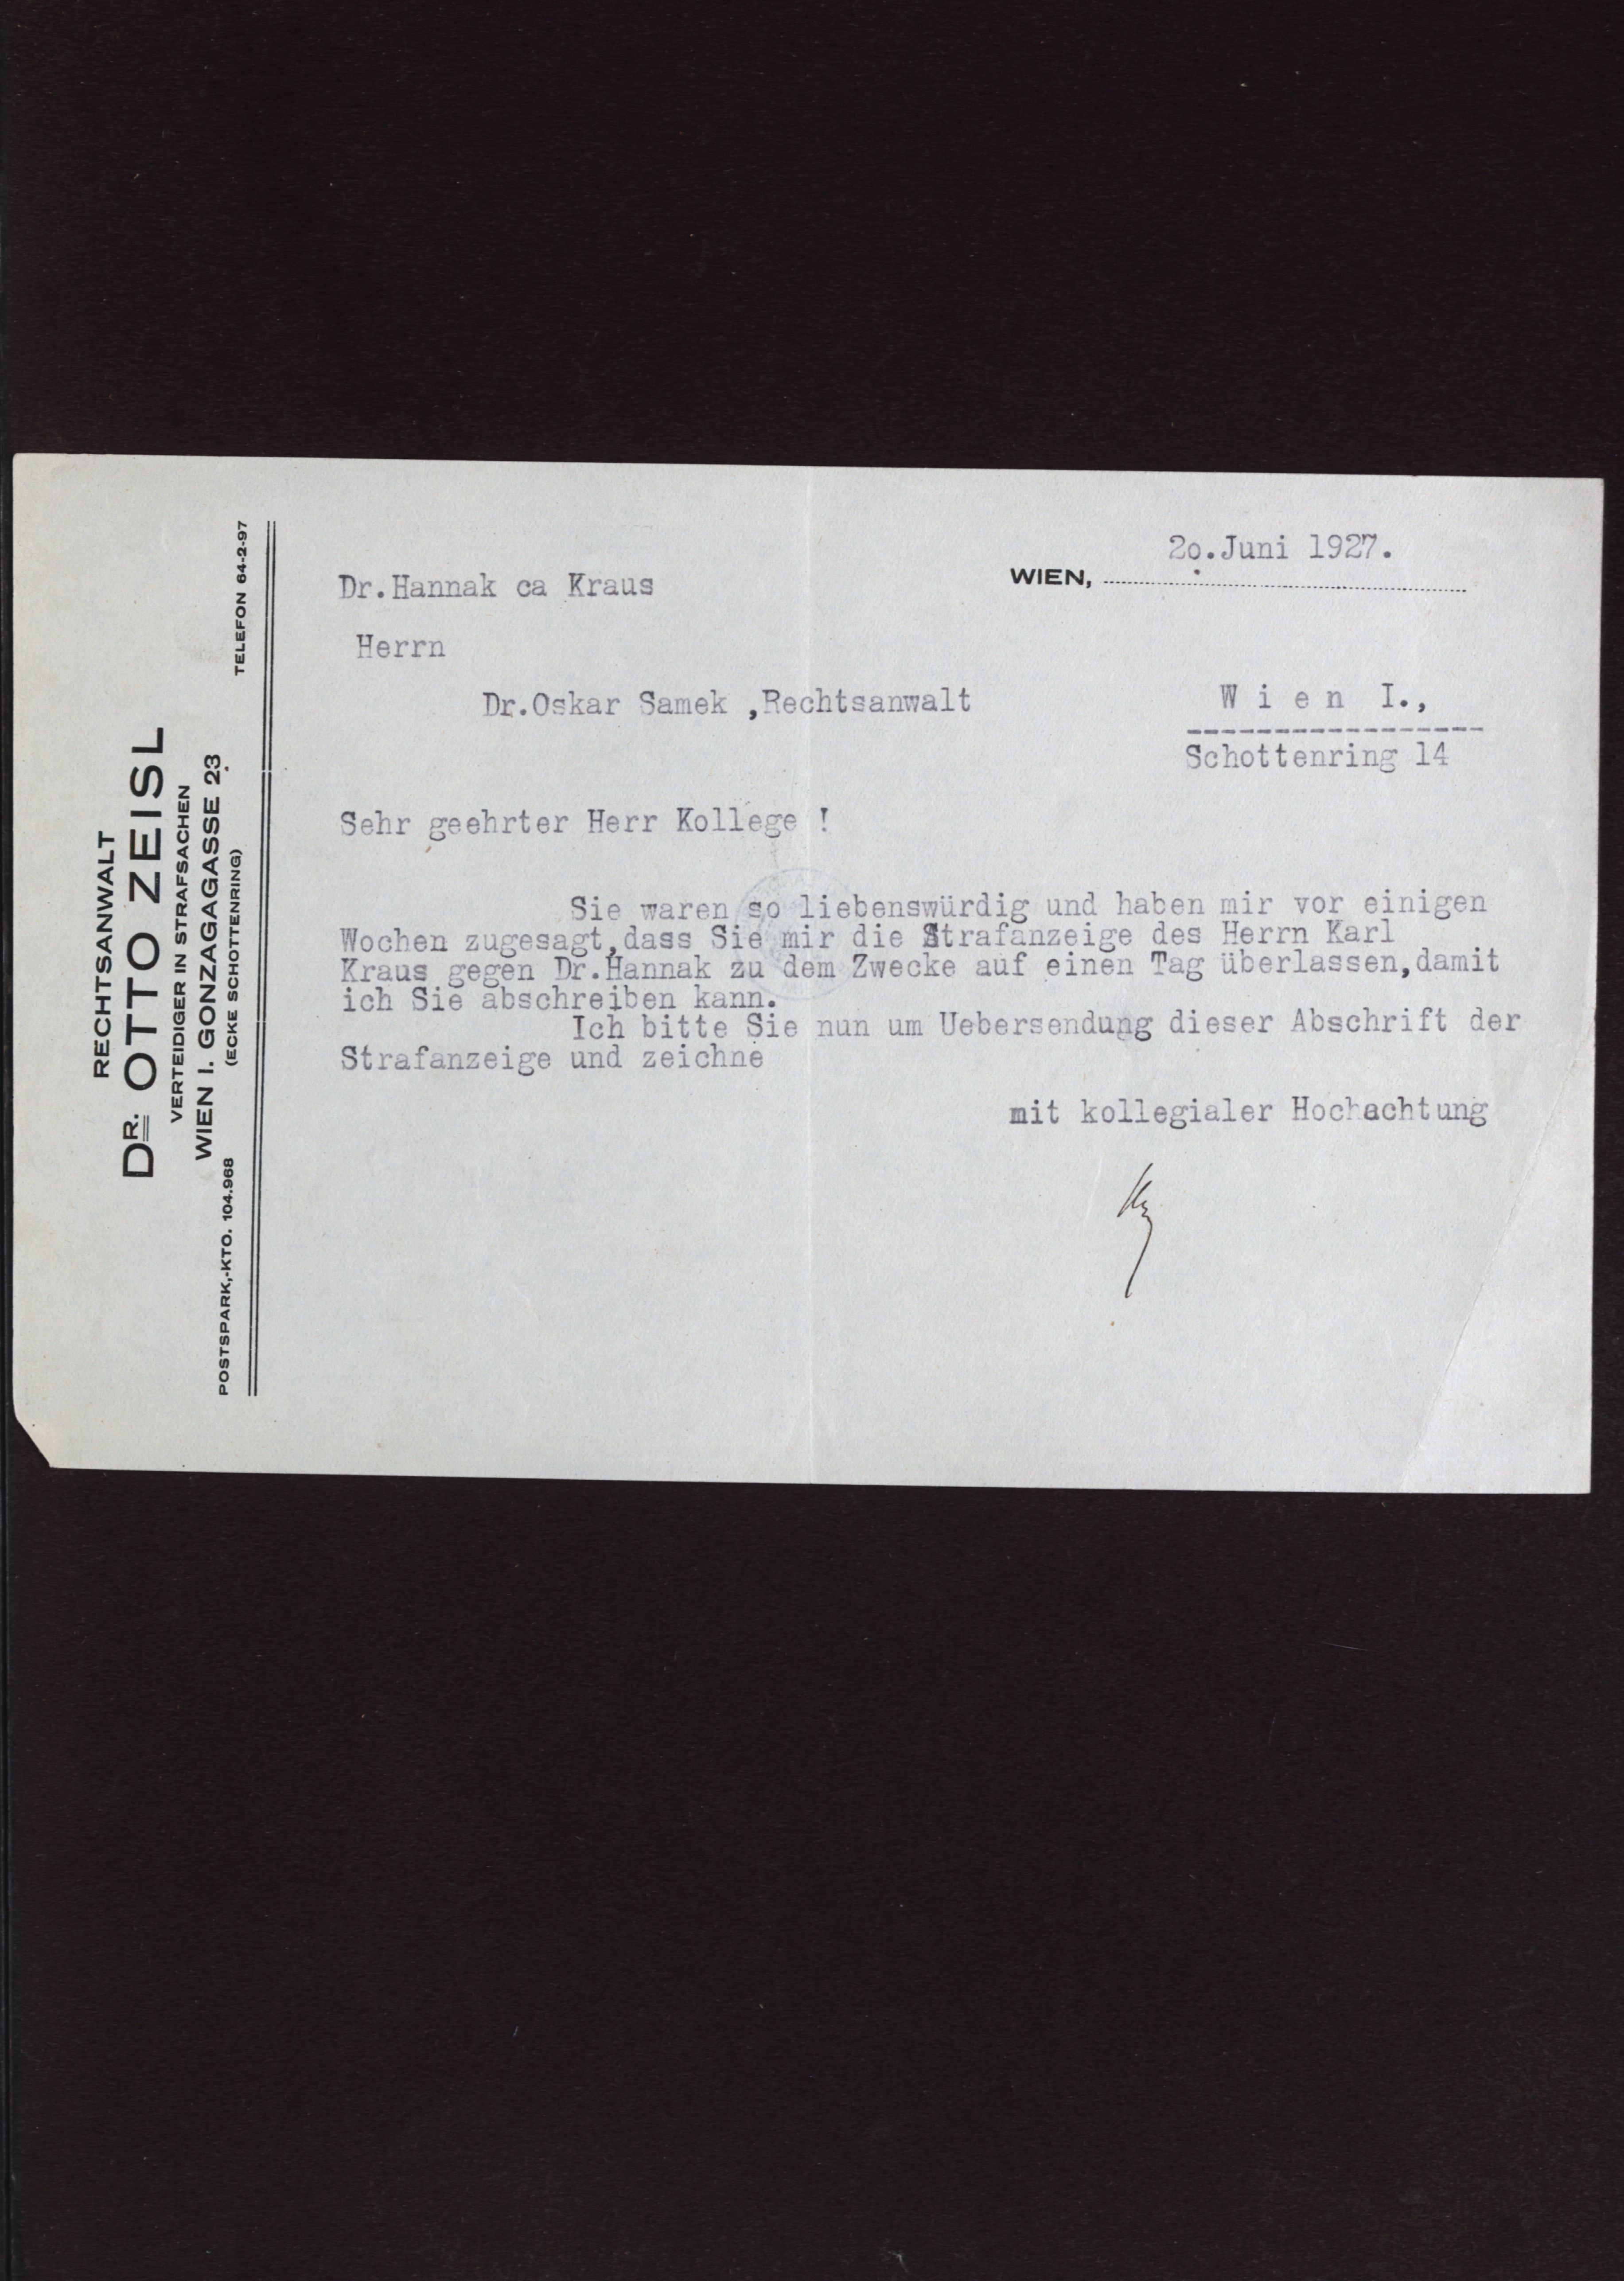 RECHTSANWALT
DR. OTTO ZEISL
VERTEIDIGER IN STRAFSACHEN
WIEN I. GONZAGAGASSE 23
(ECKE SCHOTTENRING)
POSTSPARK,-KTO. 104.968
TELEFON 64-2-97
2o.Juni 1927.
WIEN,
Dr.Hannak ca Kraus
Herrn
Dr.Oskar Samek ,Rechtsanwalt
W i e n I.,
Schottenring 14
Sehr geehrter Herr Kollege !
Sie waren so liebenswürdig und haben mir vor einigen
Wochen zugesagt,dass Sie mir die Strafanzeige des Herrn Karl
Kraus gegen Dr.Hannak zu dem Zwecke auf einen Tag überlassen,damit
ich Sie abschreiben kann.
Ich bitte Sie nun um Uebersendung dieser Abschrift der
Strafanzeige und zeichne
mit kollegialer Hochachtung